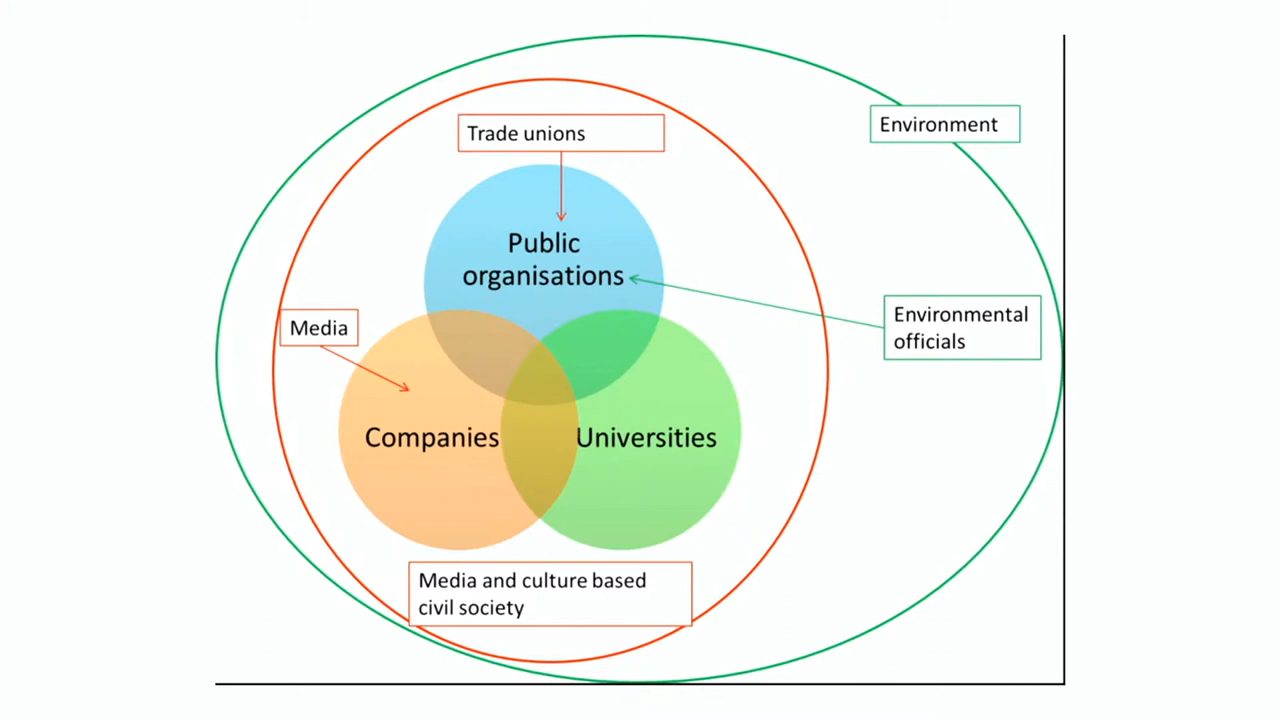 Environment
Trade unions
Public
organisations
Environmental
officials
Media
Companies
Universities
Media and culture based
civil society